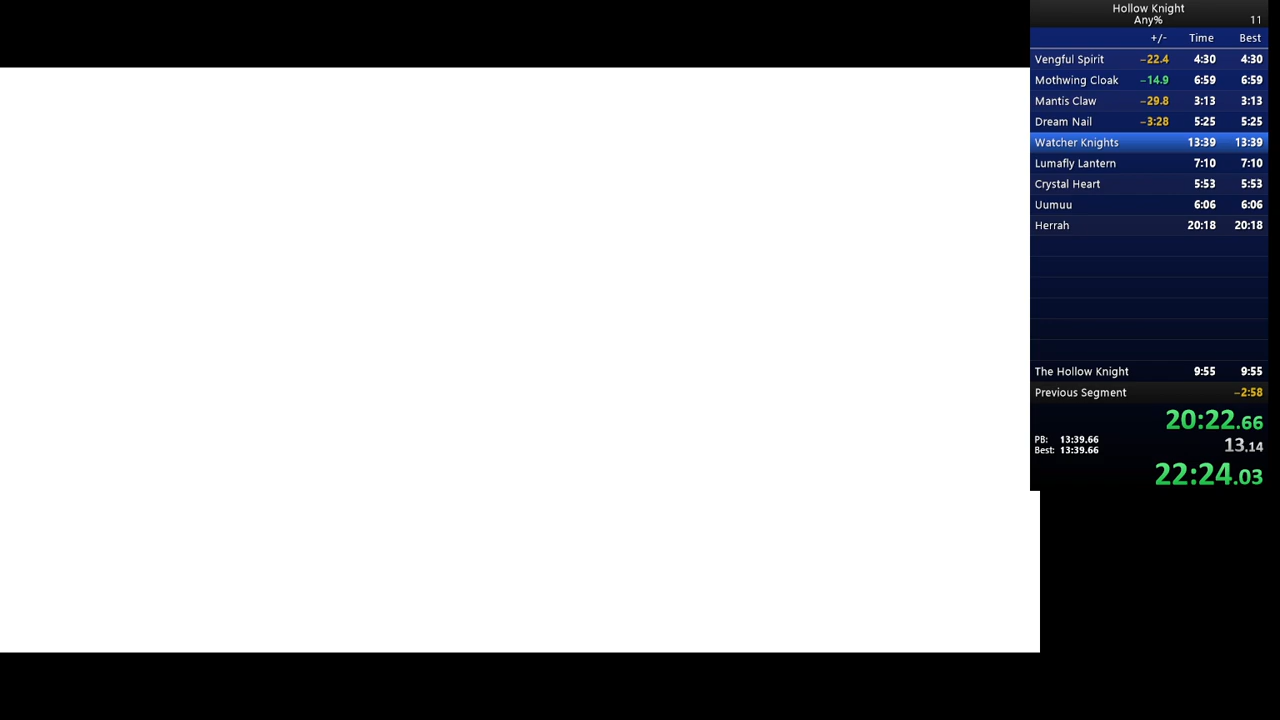 Hollow Knight
Any% 11
+/- Time Best
Vengful Spirit −22.4 4:30 4:30
Mothwing Cloak −14.9 6:59 6:59
Mantis Claw −29.8 3:13 3:13
Dream Nail −3:28 5:25 5:25
Watcher Knights 13:39 13:39
Lumafly Lantern 7:10 7:10
Crystal Heart 5:53 5:53
Uumuu 6:06 6:06
Herrah 20:18 20:18
The Hollow Knight 9:55 9:55
Previous Segment −2:58
20:22.66
PB: 13:39.66 13.14
Best: 13:39.66
22:24.03